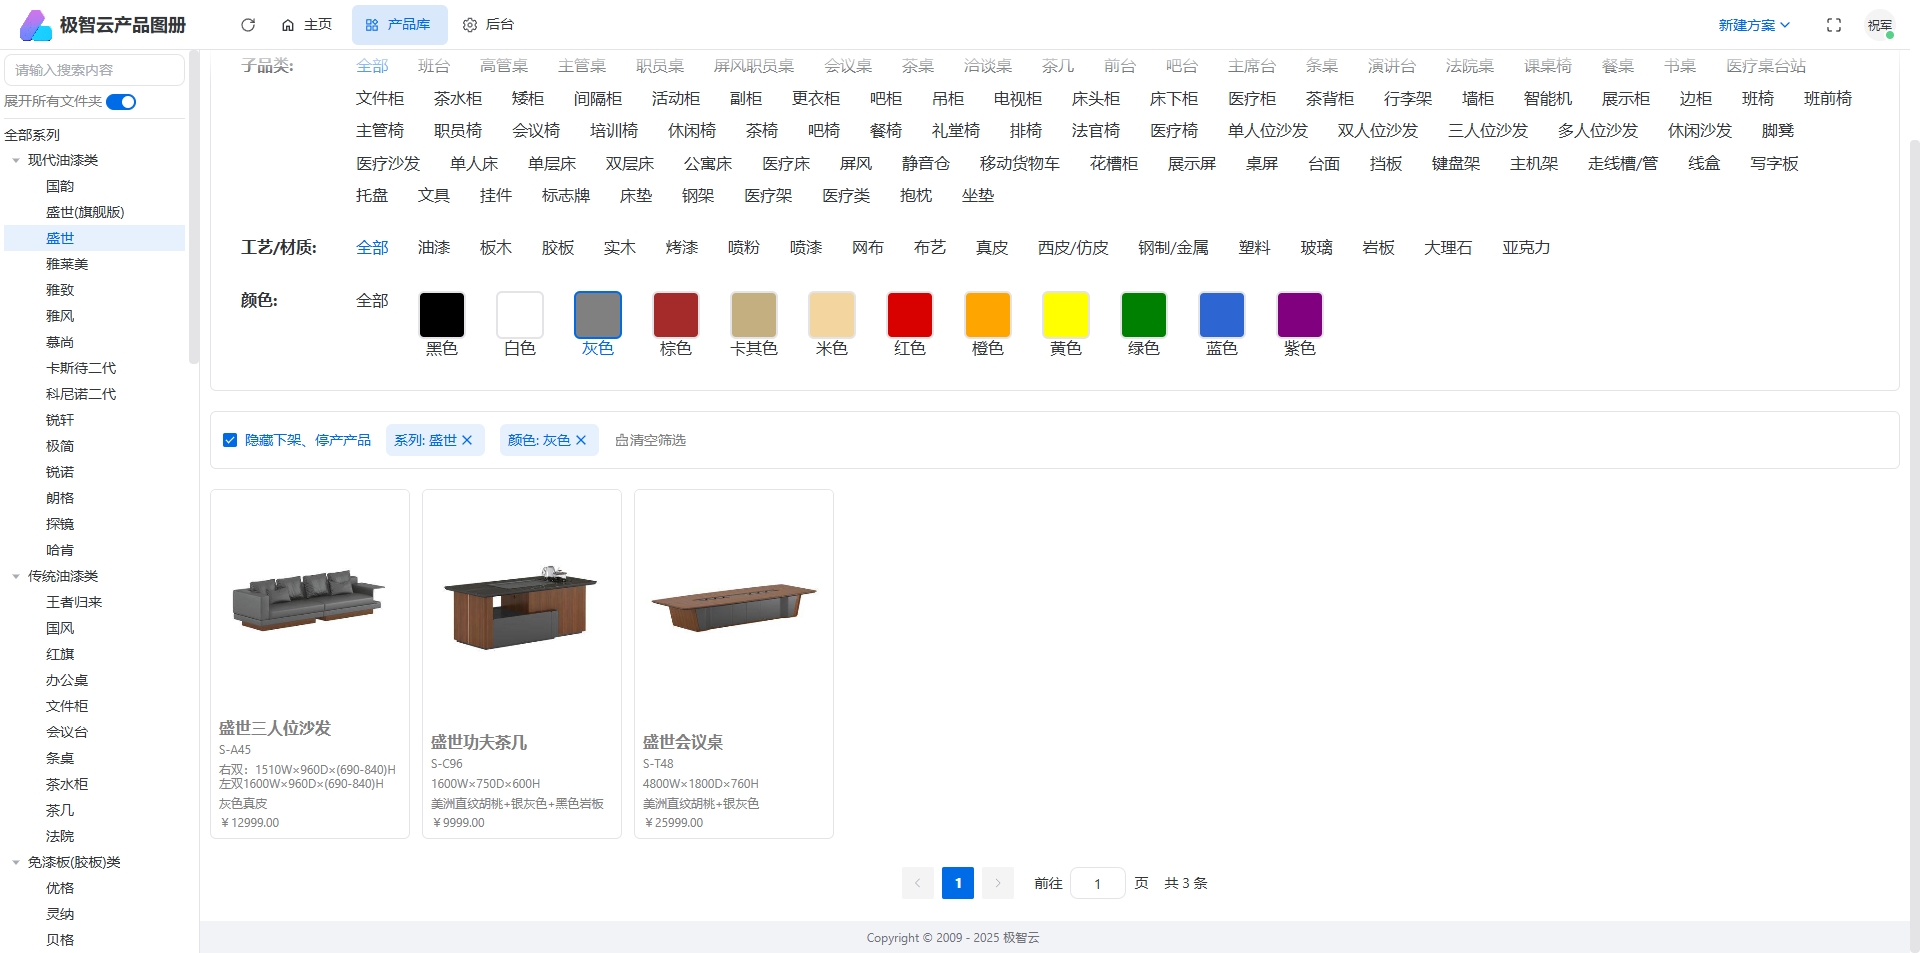 极智云产品图册
主页
产品库
后台
新建方案
祝军
请输入搜索内容
展开所有文件夹
全部系列
现代油漆类
国韵
盛世(旗舰版)
盛世
雅莱美
雅致
雅风
慕尚
卡斯待二代
科尼诺二代
锐轩
极简
锐诺
朗格
探镜
哈肯
传统油漆类
王者归来
国风
红旗
办公桌
文件柜
会议台
条桌
茶水柜
茶几
法院
免漆板(胶板)类
优格
灵纳
贝格
子品类: 全部 班台 高管桌 主管桌 职员桌 屏风职员桌 会议桌 茶桌 洽谈桌 茶几 前台 吧台 主席台 条桌 演讲台 法院桌 课桌椅 餐桌 书桌 医疗桌台站
文件柜 茶水柜 矮柜 间隔柜 活动柜 副柜 更衣柜 吧柜 吊柜 电视柜 床头柜 床下柜 医疗柜 茶背柜 行李架 墙柜 智能机 展示柜 边柜 班椅 班前椅
主管椅 职员椅 会议椅 培训椅 休闲椅 茶椅 吧椅 餐椅 礼堂椅 排椅 法官椅 医疗椅 单人位沙发 双人位沙发 三人位沙发 多人位沙发 休闲沙发 脚凳
医疗沙发 单人床 单层床 双层床 公寓床 医疗床 屏风 静音仓 移动货物车 花槽柜 展示屏 桌屏 台面 挡板 键盘架 主机架 走线槽/管 线盒 写字板
托盘 文具 挂件 标志牌 床垫 钢架 医疗架 医疗类 抱枕 坐垫
工艺/材质: 全部 油漆 板木 胶板 实木 烤漆 喷粉 喷漆 网布 布艺 真皮 西皮/仿皮 钢制/金属 塑料 玻璃 岩板 大理石 亚克力
颜色: 全部
黑色 白色 灰色 棕色 卡其色 米色 红色 橙色 黄色 绿色 蓝色 紫色
隐藏下架、停产产品 系列: 盛世 颜色: 灰色 清空筛选
盛世三人位沙发
S-A45
右双：1510W×960D×(690-840)H
左双1600W×960D×(690-840)H
灰色真皮
￥12999.00
盛世功夫茶几
S-C96
1600W×750D×600H
美洲直纹胡桃+银灰色+黑色岩板
￥9999.00
盛世会议桌
S-T48
4800W×1800D×760H
美洲直纹胡桃+银灰色
￥25999.00
1 前往 1 页 共 3 条
Copyright © 2009 - 2025 极智云